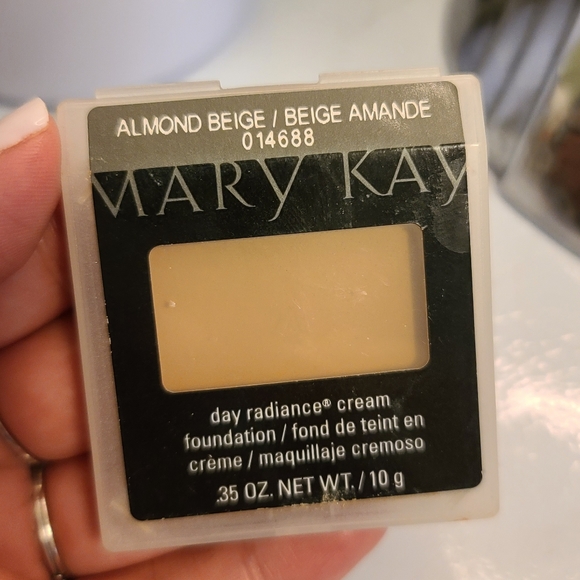 ALMOND BEIGE / BEIGE AMANDE
014688
MARY KAY
day radiance® cream
foundation / fond de teint en
crème / maquillaje cremoso
.35 OZ. NET WT. / 10 g